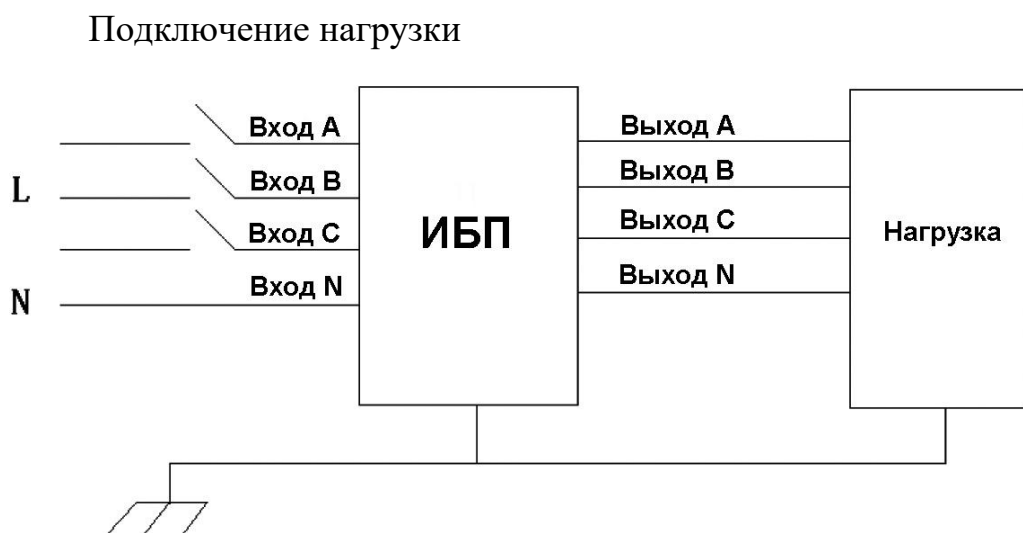 Подключение нагрузки
Вход A
Выход A
L
Вход B
Выход B
Вход C
ИБП
Выход C
Нагрузка
N
Вход N
Выход N